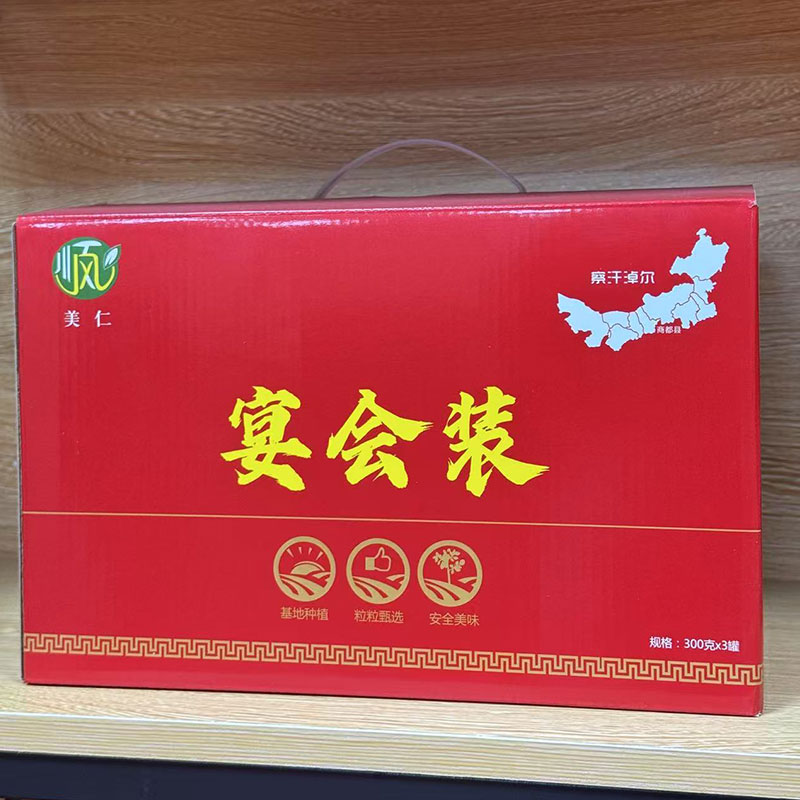 顺
美仁
察汗淖尔
商都县
宴会装
基地种植
粒粒甄选
安全美味
规格：300克x3罐